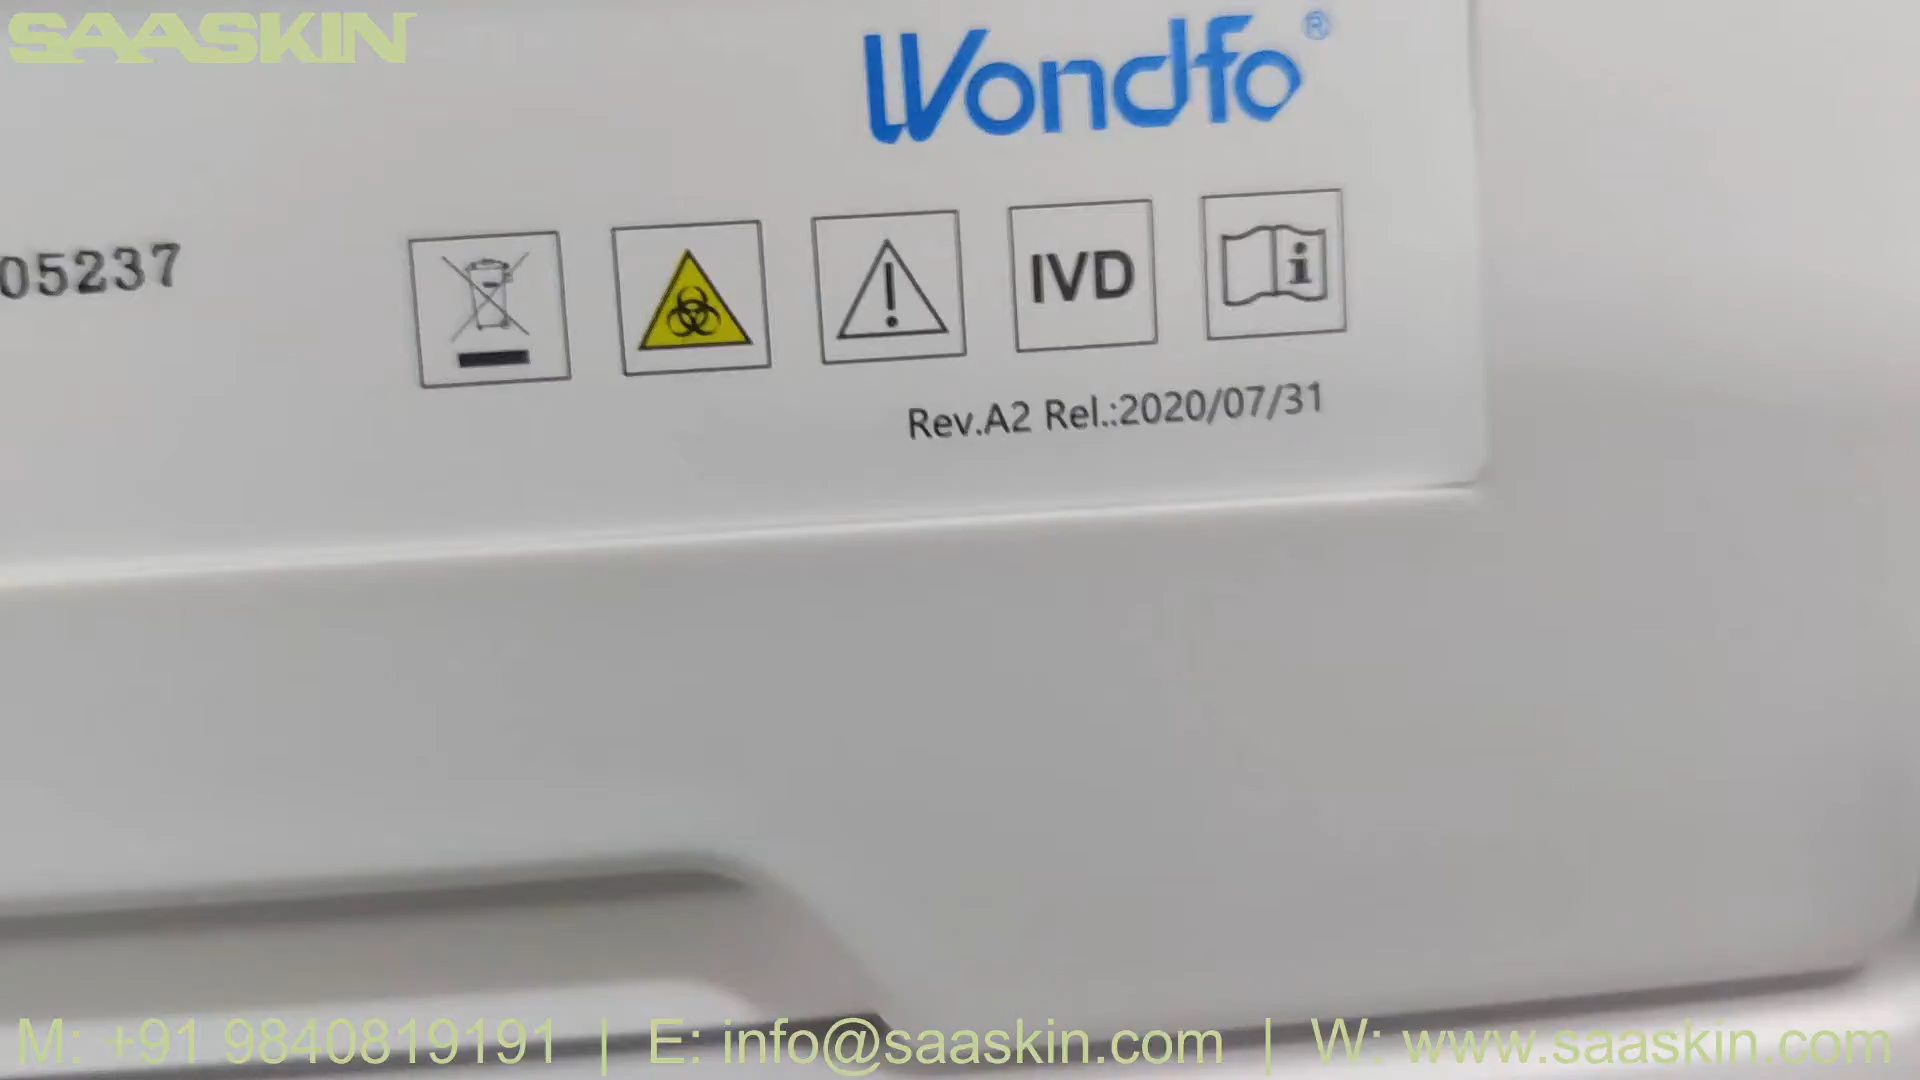 SAASKIN
Wondfo®
05237
IVD
Rev.A2 Rel.:2020/07/31
M: +91 9840819191 | E: info@saaskin.com | W: www.saaskin.com